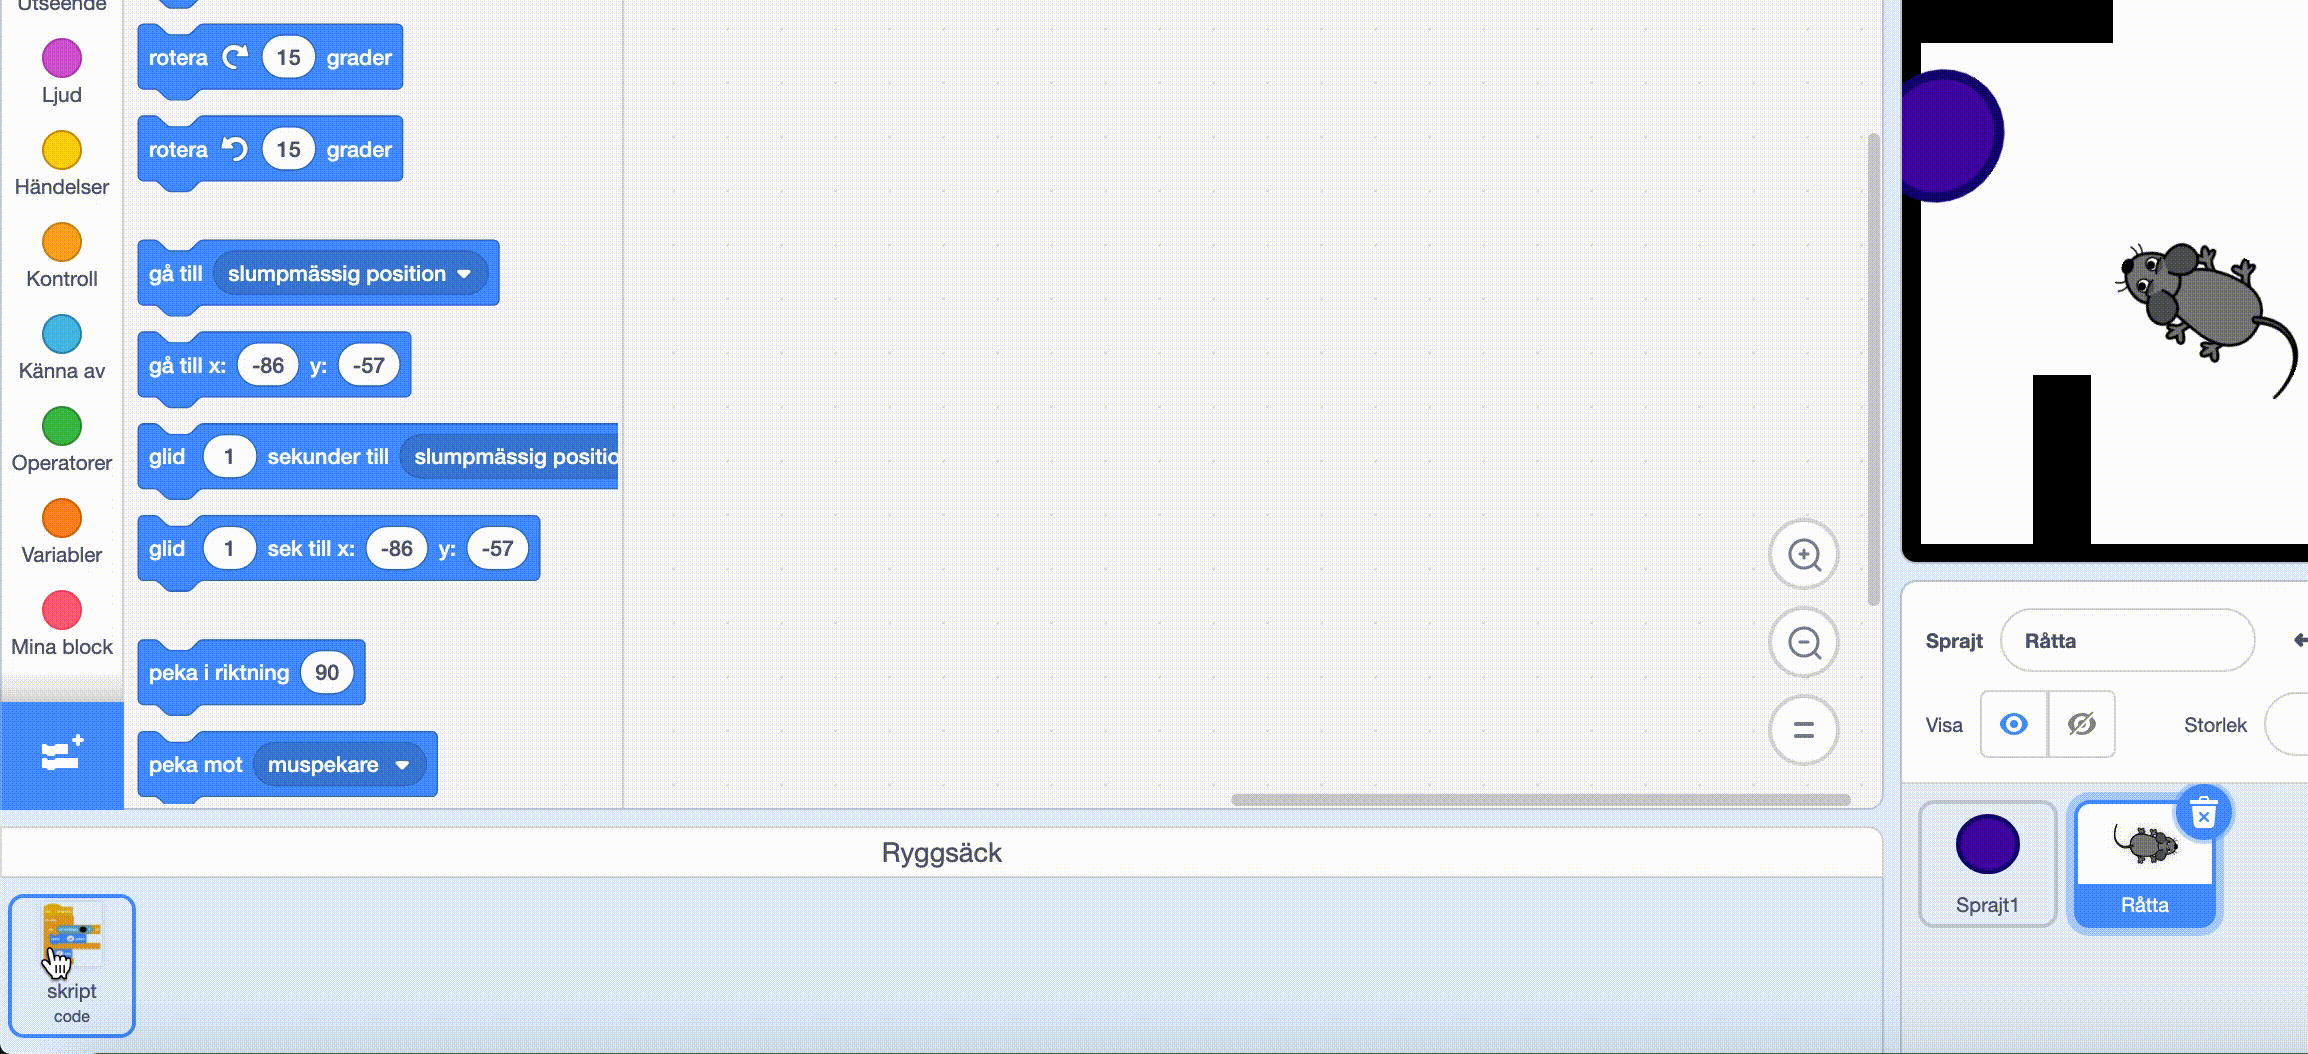 Utseende
Ljud
Händelser
Kontroll
Känna av
Operatorer
Variabler
Mina block
rotera 15 grader
rotera 15 grader
gå till slumpmässig position
gå till x: -86 y: -57
glid 1 sekunder till slumpmässig positio
glid 1 sek till x: -86 y: -57
peka i riktning 90
peka mot muspekare
Ryggsäck
skript
code
Sprajt Råtta
Visa Storlek
Sprajt1
Råtta